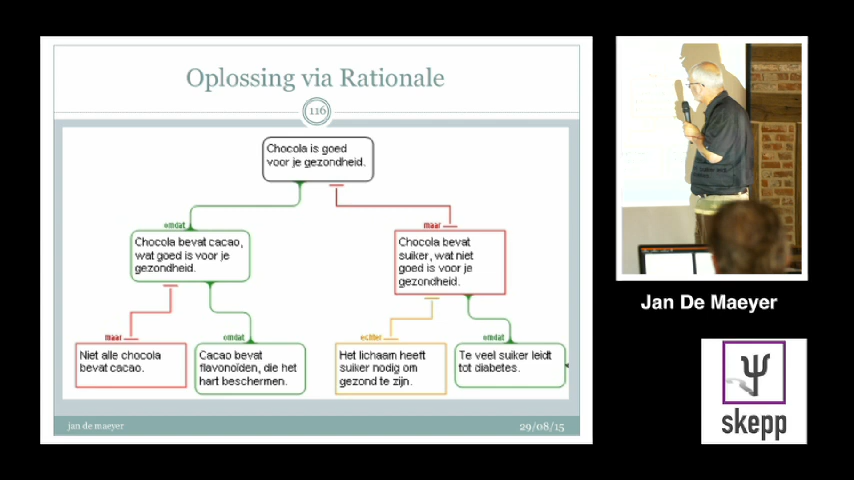 Oplossing via Rationale
116
Chocola is goed
voor je gezondheid.
omdat
maar
Chocola bevat cacao,
wat goed is voor je
gezondheid.
Chocola bevat
suiker, wat niet
goed is voor je
gezondheid.
maar
omdat
echter
omdat
Niet alle chocola
bevat cacao.
Cacao bevat
flavonoïden, die het
hart beschermen.
Het lichaam heeft
suiker nodig om
gezond te zijn.
Te veel suiker leidt
tot diabetes.
jan de maeyer
29/08/15
Jan De Maeyer
skepp